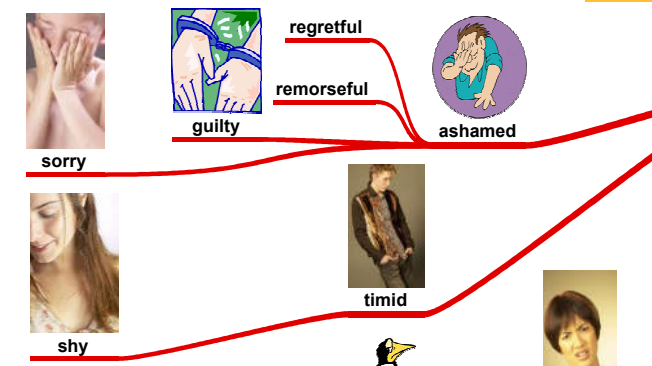 regretful
remorseful
guilty
ashamed
sorry
timid
shy